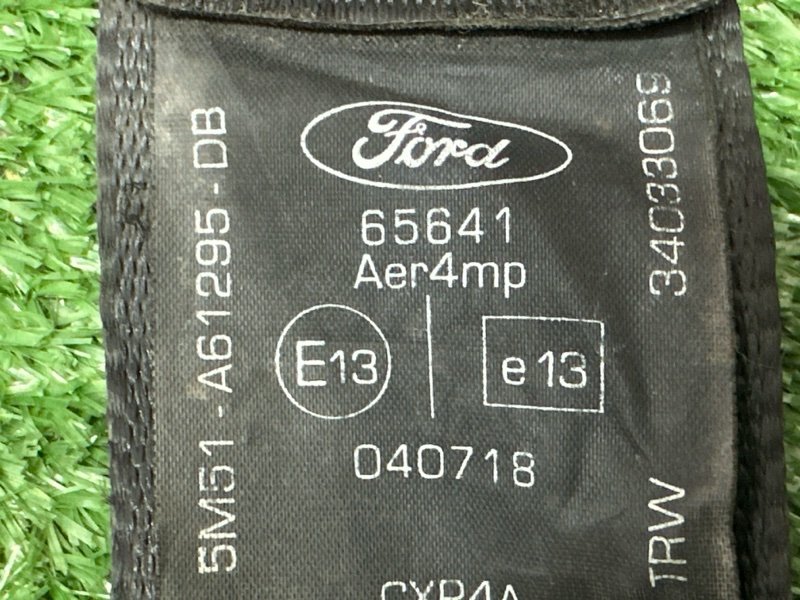 Ford
65641
Aer4mp
E13
e13
040718
5M51-A61295-DB
34033069
TRW